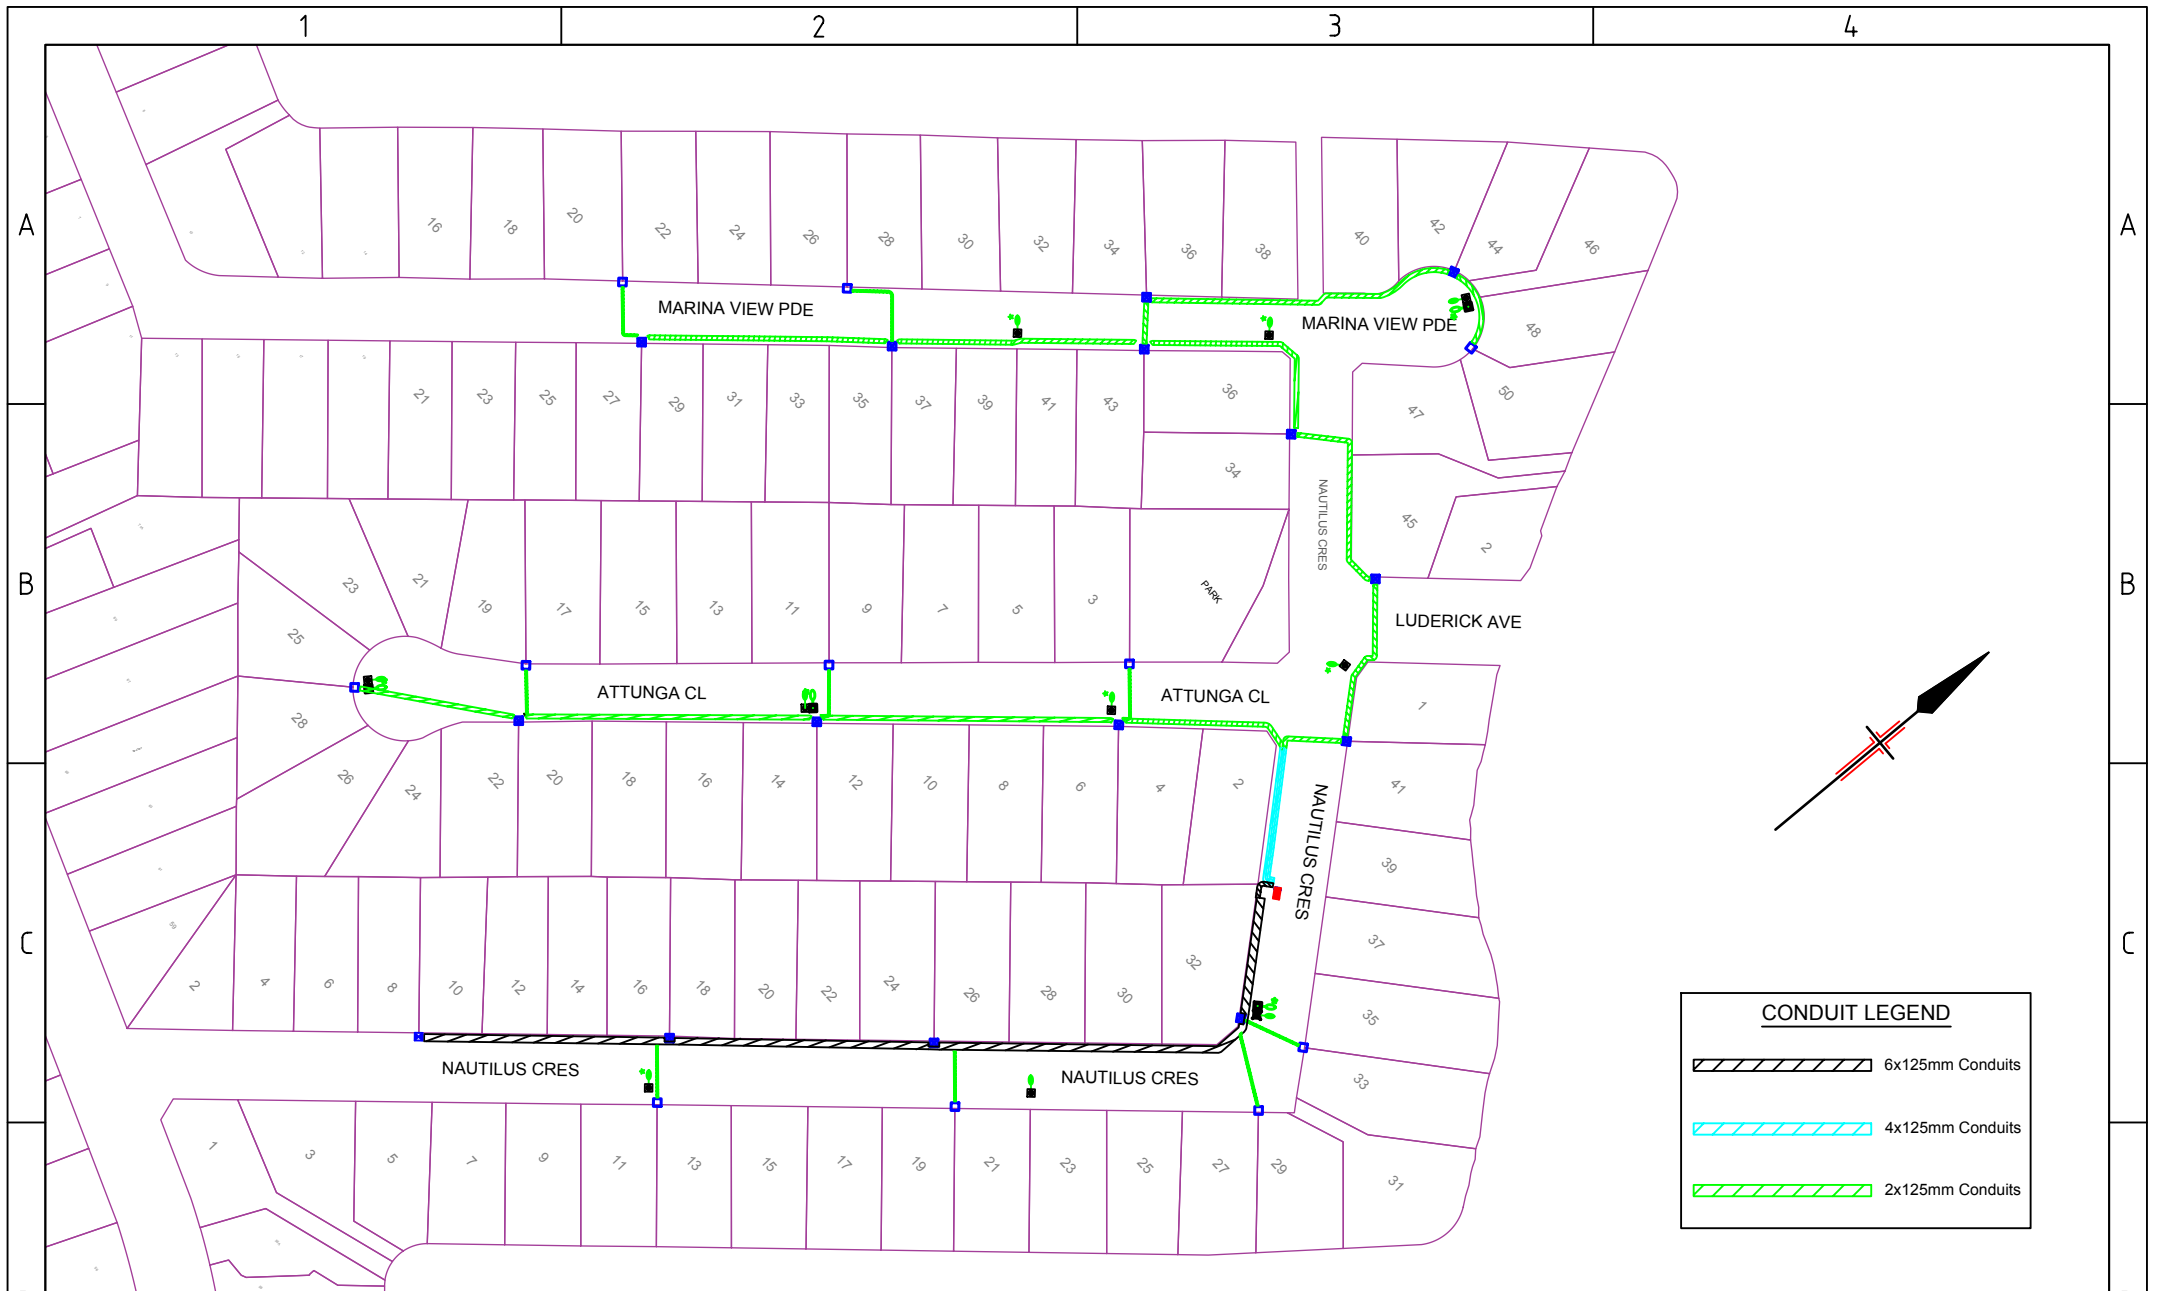 1 2 3 4
A A
16 18 20 22 24 26 28 30 32 34 36 38 40 42 44 46
MARINA VIEW PDE
MARINA VIEW PDE
48
50
21 23 25 27 29 31 33 35 37 39 41 43 36 47
34
NAUTILUS CRES
45 2
B B
25 23 21 19 17 15 13 11 9 7 5 3 PARK
LUDERICK AVE
ATTUNGA CL
ATTUNGA CL
1
28 26 24 22 20 18 16 14 12 10 8 6 4 2
NAUTILUS CRES
41
39
C C
37
35
33
2 4 6 8 10 12 14 16 18 20 22 24 26 28 30 32
NAUTILUS CRES
NAUTILUS CRES
1 3 5 7 9 11 13 15 17 19 21 23 25 27 29 31
CONDUIT LEGEND
6x125mm Conduits
4x125mm Conduits
2x125mm Conduits